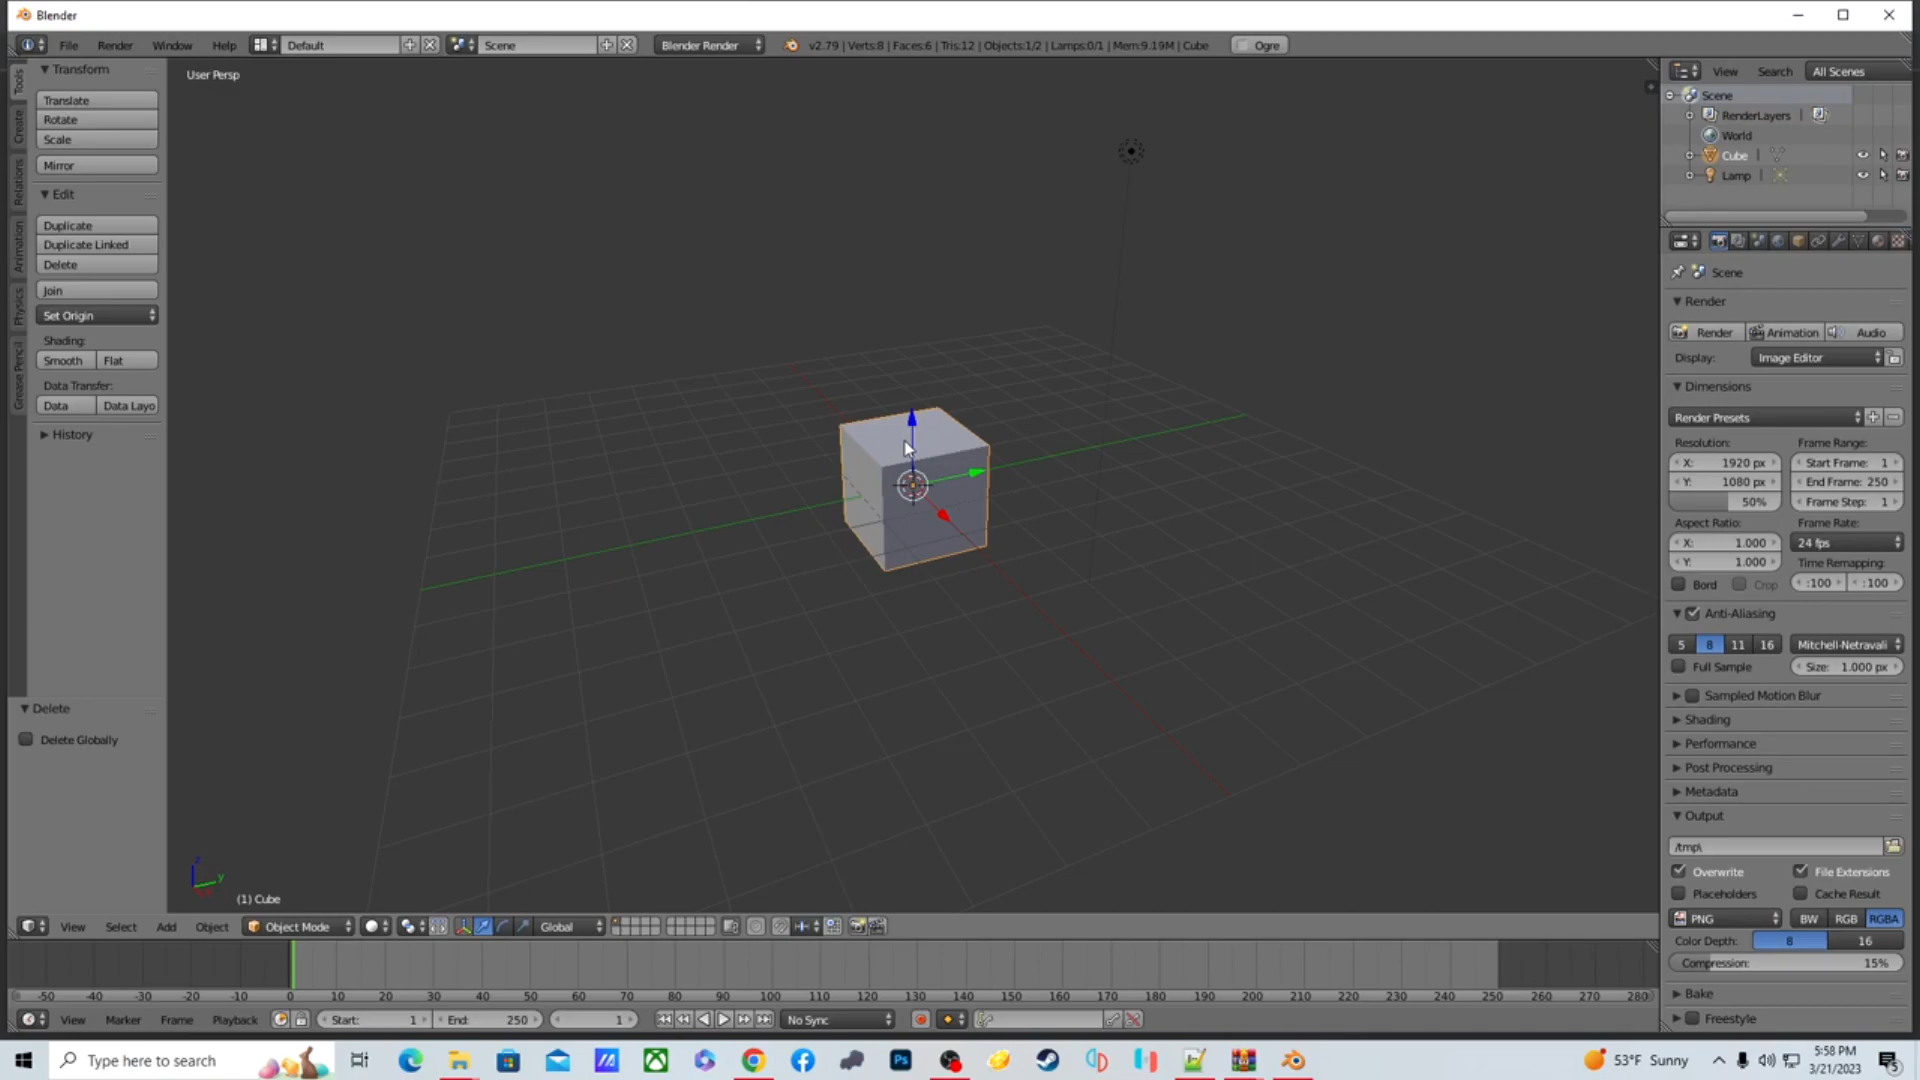 Blender
File Render Window Help Default Scene Blender Render v2.79 | Verts:8 | Faces:6 | Tris:12 | Objects:1/2 | Lamps:0/1 | Mem:9.19M | Cube Ogre
Tools
Create
Relations
Animation
Physics
Grease Pencil
Transform
Translate
Rotate
Scale
Mirror
Edit
Duplicate
Duplicate Linked
Delete
Join
Set Origin
Shading:
Smooth Flat
Data Transfer:
Data Data Layo
History
Delete
Delete Globally
User Persp
z
y
(1) Cube
View Search All Scenes
Scene
RenderLayers |
World
Cube |
Lamp |
Scene
Render
Render Animation Audio
Display: Image Editor
Dimensions
Render Presets
Resolution: Frame Range:
X: 1920 px Start Frame: 1
Y: 1080 px End Frame: 250
50% Frame Step: 1
Aspect Ratio: Frame Rate:
X: 1.000 24 fps
Y: 1.000 Time Remapping:
Bord Crop :100 :100
Anti-Aliasing
5 8 11 16 Mitchell-Netravali
Full Sample Size: 1.000 px
Sampled Motion Blur
Shading
Performance
Post Processing
Metadata
Output
/tmp\
Overwrite File Extensions
Placeholders Cache Result
PNG BW RGB RGBA
Color Depth: 8 16
Compression: 15%
Bake
Freestyle
View Select Add Object Object Mode Global
-50 -40 -30 -20 -10 0 10 20 30 40 50 60 70 80 90 100 110 120 130 140 150 160 170 180 190 200 210 220 230 240 250 260 270 280
View Marker Frame Playback Start: 1 End: 250 1 No Sync
Type here to search Ps 53°F Sunny 5:58 PM
3/21/2023 5